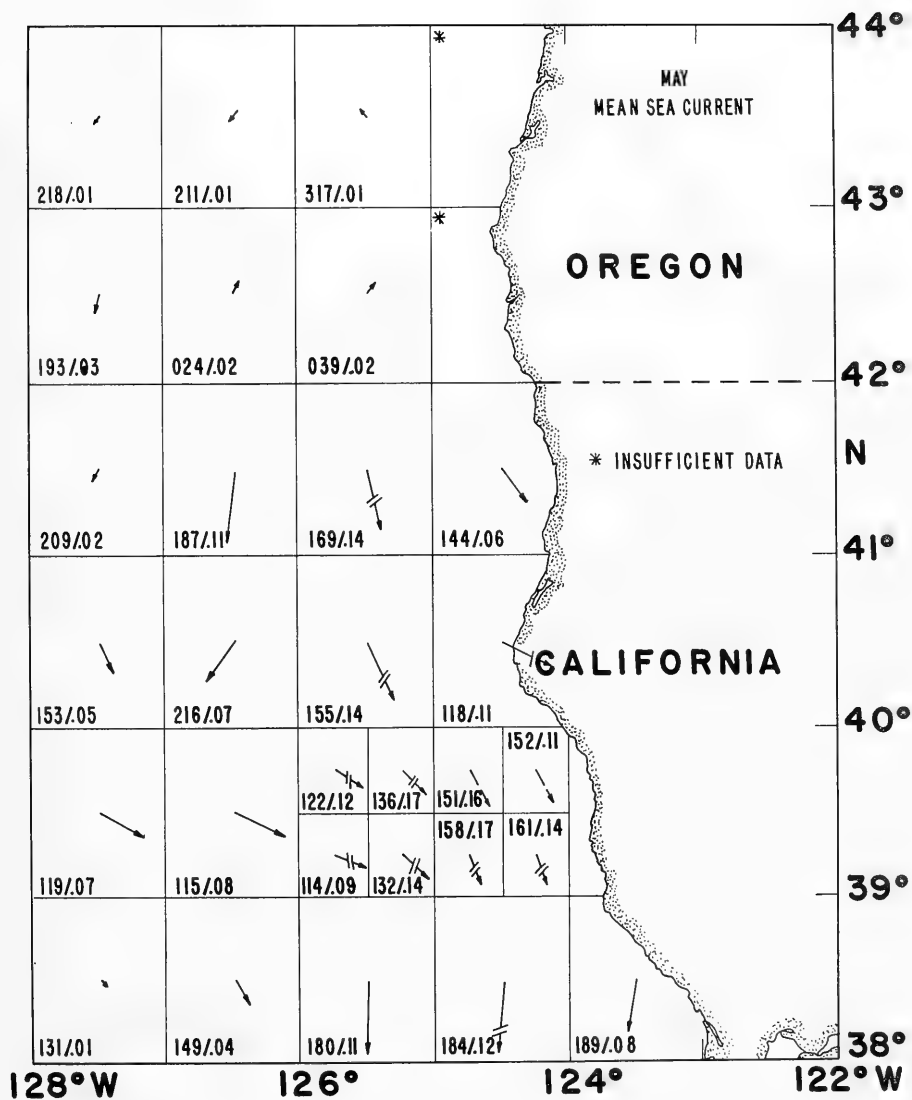 44°
*
MAY
MEAN SEA CURRENT
218/.01 211/.01 317/.01
43°
*
OREGON
193/.03 024/.02 039/.02
42°
N
* INSUFFICIENT DATA
209/.02 187/.11 169/.14 144/.06
41°
CALIFORNIA
153/.05 216/.07 155/.14 118/.11
40°
152/.11
122/.12 136/.17 151/.16
158/.17 161/.14
119/.07 115/.08 114/.09 132/.14
39°
131/.01 149/.04 180/.11 184/.12 189/.08
38°
128°W 126° 124° 122°W